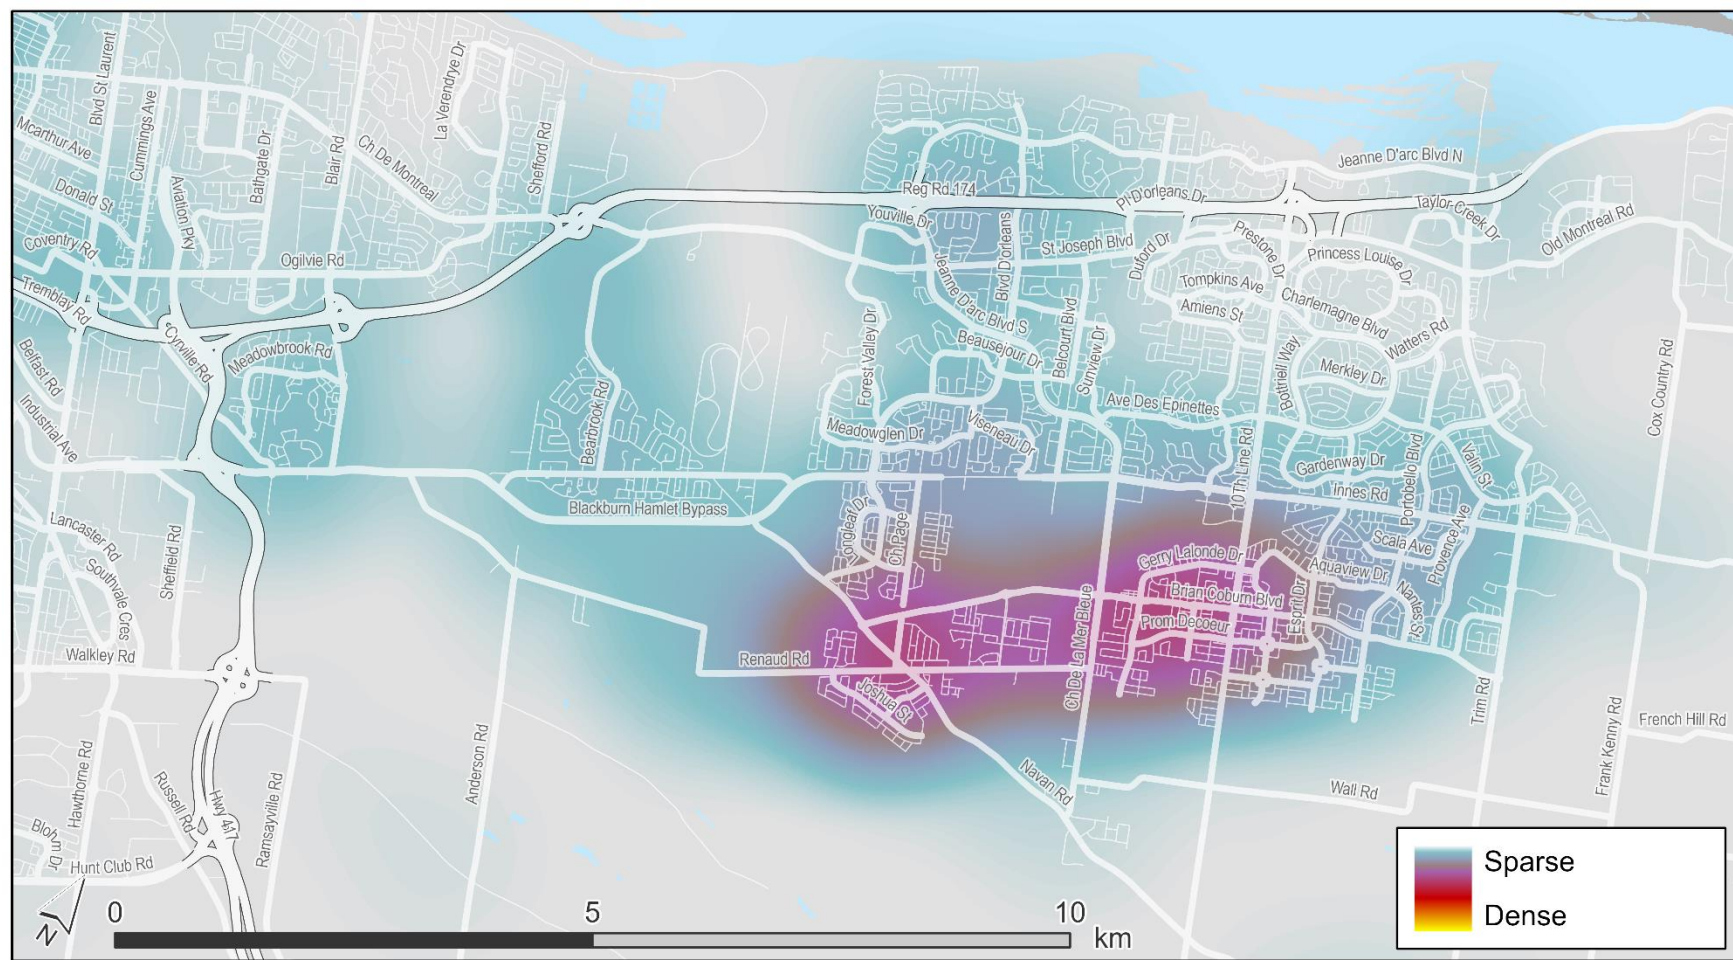 Blvd St Laurent
Cummings Ave
Mcarthur Ave
Donald St
Aviation Pky
Bathgate Dr
Blair Rd
La Verendrye Dr
Ch De Montreal
Shefford Rd
Coventry Rd
Ogilvie Rd
Tremblay Rd
Cyrville Rd
Meadowbrook Rd
Belfast Rd
Industrial Ave
Bearbrook Rd
Blackburn Hamlet Bypass
Lancaster Rd
Southvale Cres
Sheffield Rd
Walkley Rd
Hawthorne Rd
Russell Rd
Hwy 417
Ramsayville Rd
Blohm Dr
Hunt Club Rd
Anderson Rd
Reg Rd 174
Youville Dr
Jeanne D'arc Blvd S
Blvd D'orleans
St Joseph Blvd
Pl D'orleans Dr
Duford Dr
Prestone Dr
Jeanne D'arc Blvd N
Taylor Creek Dr
Old Montreal Rd
Princess Louise Dr
Tompkins Ave
Amiens St
Charlemagne Blvd
Watters Rd
Forest Valley Dr
Beausejour Dr
Belcourt Blvd
Sunview Dr
Bottriell Way
Merkley Dr
Cox Country Rd
Ave Des Epinettes
Meadowglen Dr
Viseneau Dr
10Th Line Rd
Gardenway Dr
Portobello Blvd
Valin St
Innes Rd
Longleaf Dr
Ch Page
Scala Ave
Provence Ave
Gerry Lalonde Dr
Aquaview Dr
Nantes St
Brian Coburn Blvd
Esprit Dr
Prom Decoeur
Ch De La Mer Bleue
Renaud Rd
Joshua St
Navan Rd
Wall Rd
Trim Rd
Frank Kenny Rd
French Hill Rd
N
0 5 10
km
Sparse
Dense